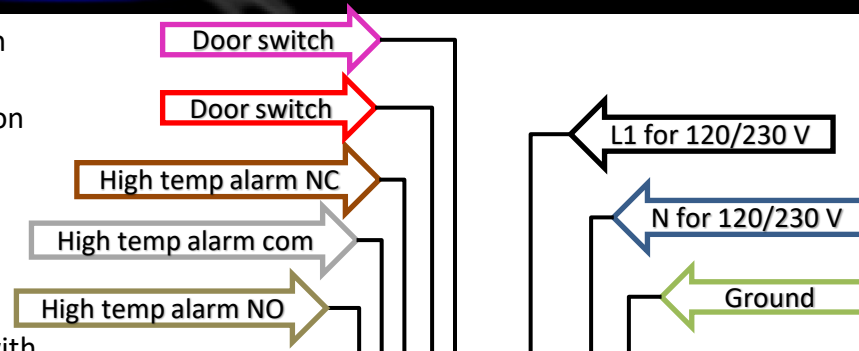 Door switch
Door switch
High temp alarm NC
High temp alarm com
High temp alarm NO
L1 for 120/230 V
N for 120/230 V
Ground